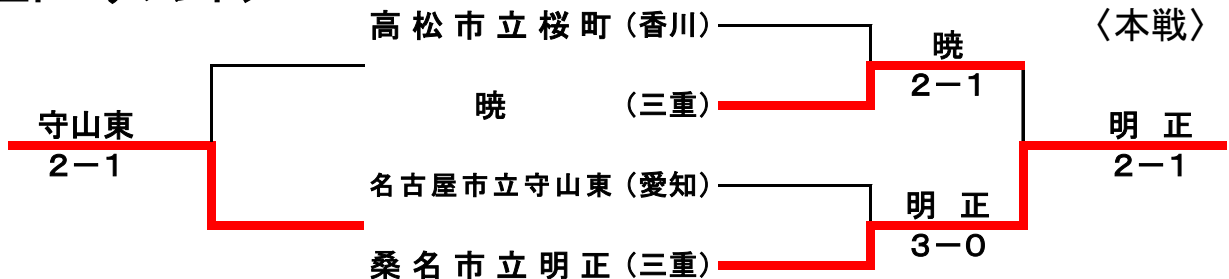 〈本戦〉
高松市立桜町（香川）
暁
2－1
暁（三重）
守山東
2－1
明正
2－1
名古屋市立守山東（愛知）
明正
3－0
桑名市立明正（三重）